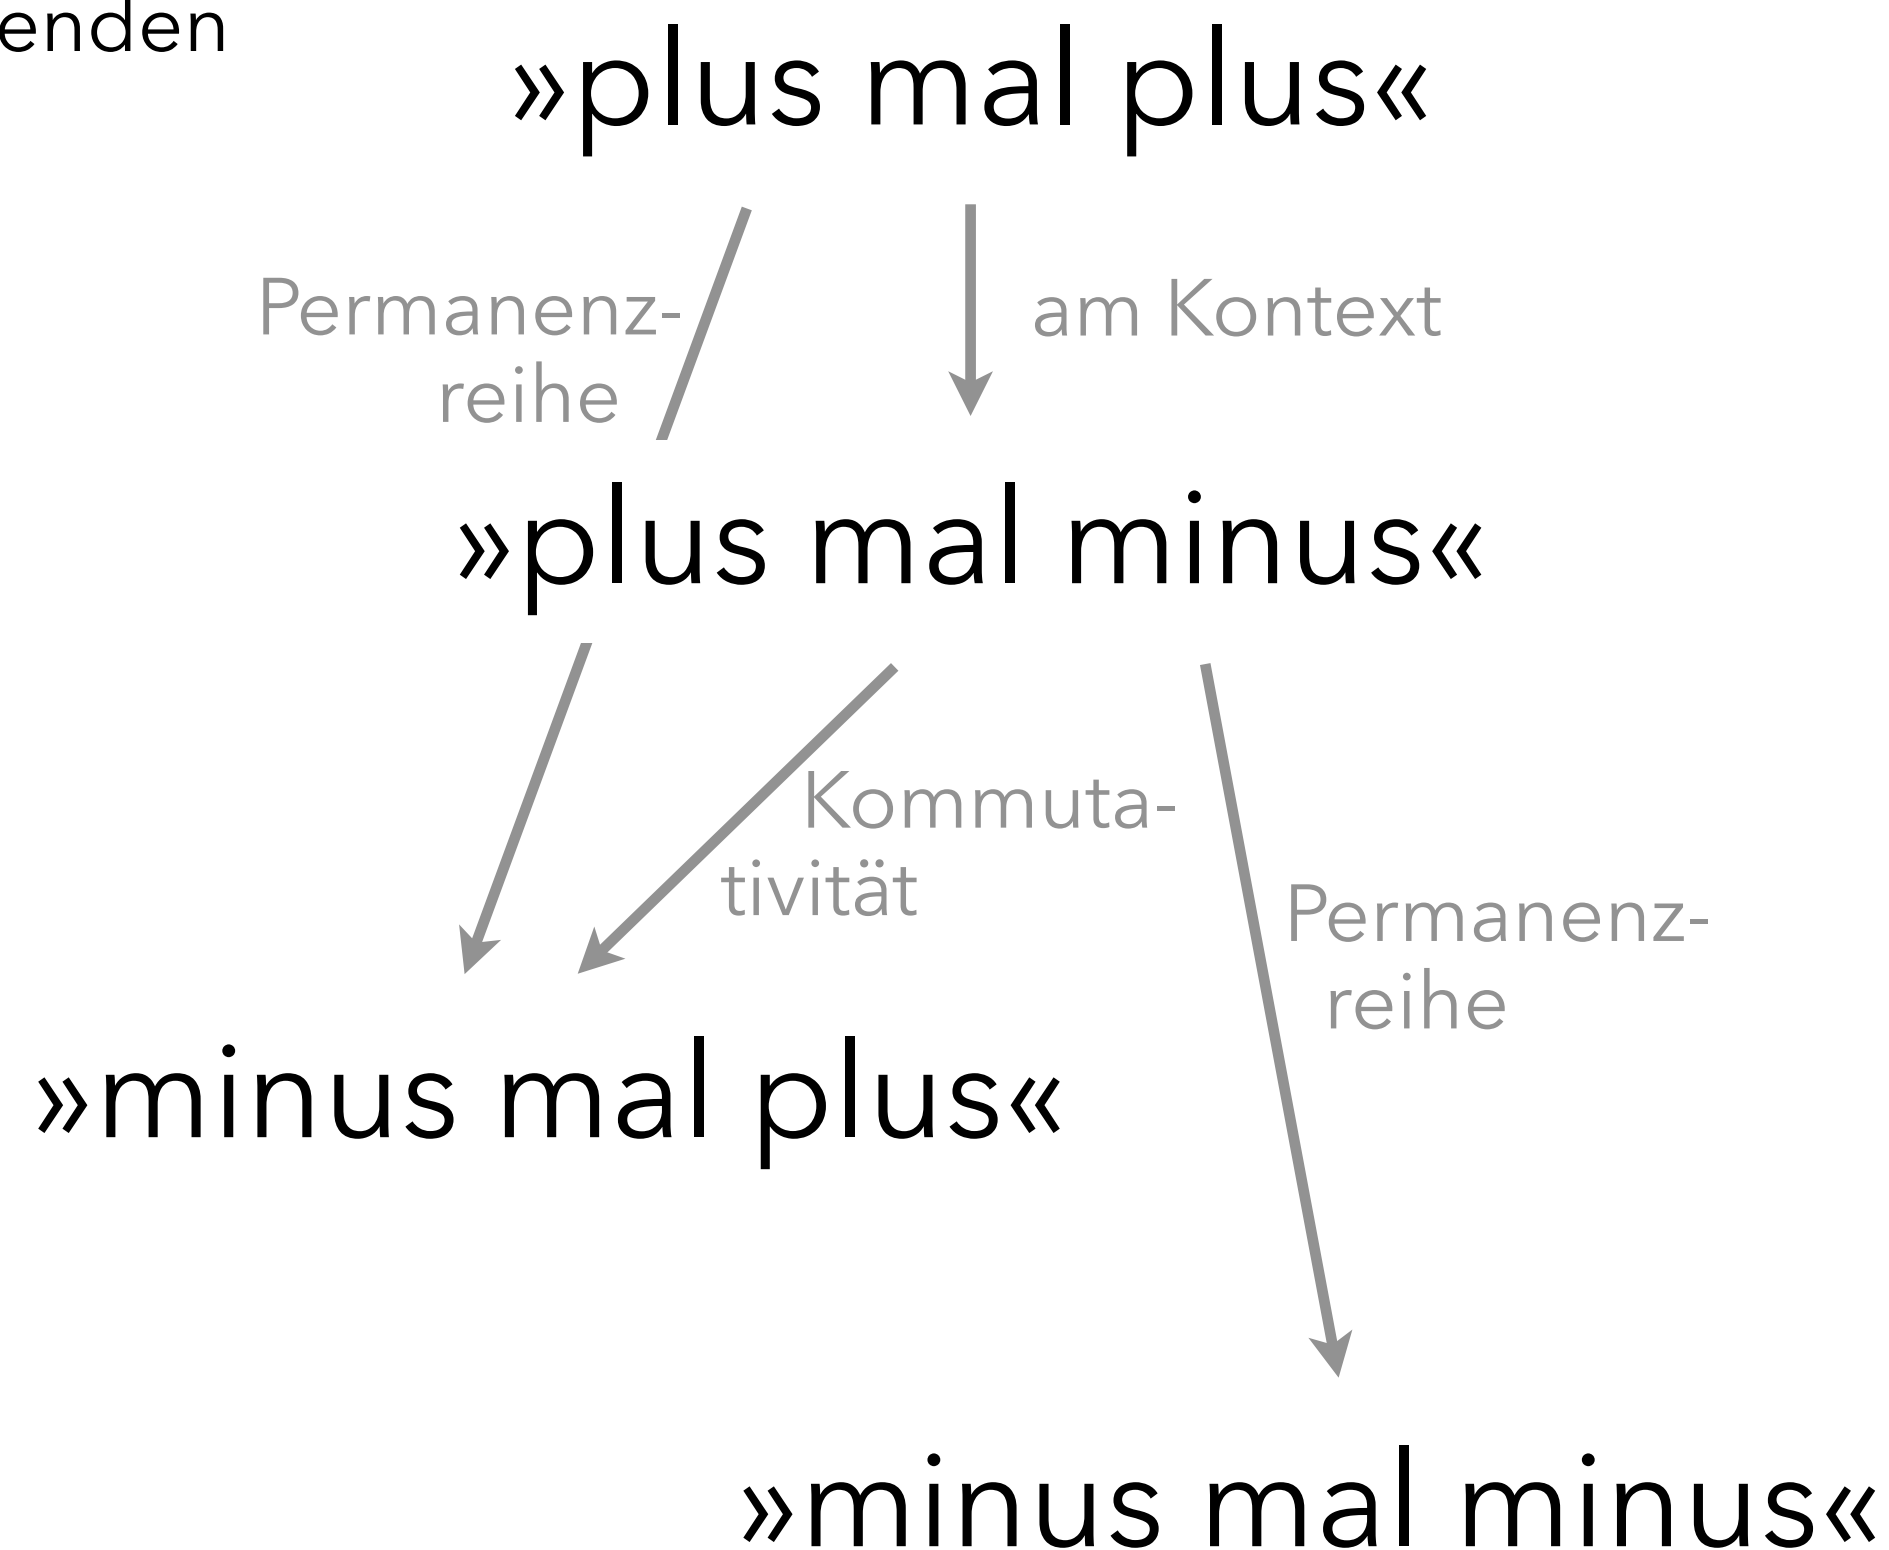 enden
»plus mal plus«
Permanenz-
reihe
am Kontext
»plus mal minus«
Kommuta-
tivität
Permanenz-
reihe
»minus mal plus«
»minus mal minus«